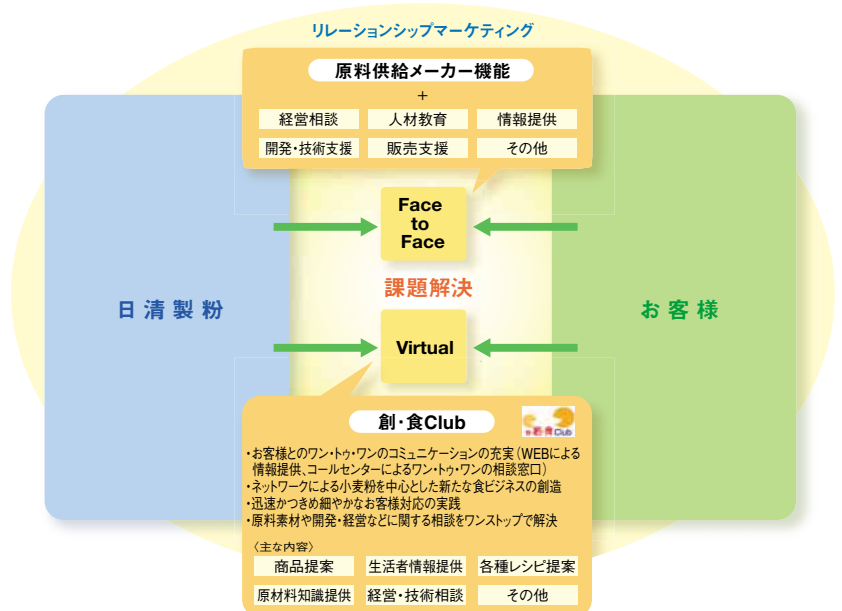 リレーションシップマーケティング
原料供給メーカー機能
+
経営相談 人材教育 情報提供
開発・技術支援 販売支援 その他
Face
to
Face
課題解決
日清製粉
お客様
Virtual
創・食Club
・お客様とのワン・トゥ・ワンのコミュニケーションの充実(WEBによる
情報提供、コールセンターによるワン・トゥ・ワンの相談窓口)
・ネットワークによる小麦粉を中心とした新たな食ビジネスの創造
・迅速かつきめ細やかなお客様対応の実践
・原料素材や開発・経営などに関する相談をワンストップで解決
〈主な内容〉
商品提案 生活者情報提供 各種レシピ提案
原材料知識提供 経営・技術相談 その他